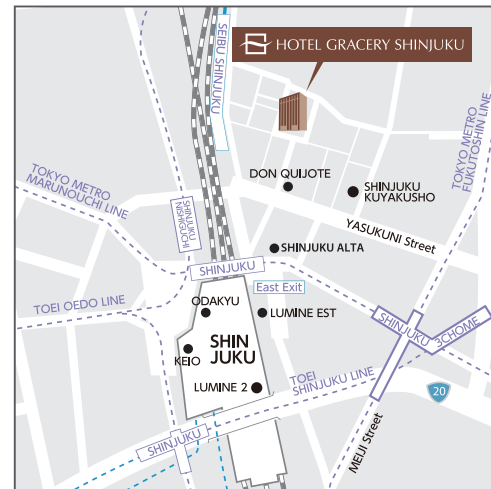 HOTEL GRACERY SHINJUKU
SEIBU SHINJUKU
TOKYO METRO
FUKUTOSHIN LINE
TOKYO METRO
MARUNOUCHI LINE
DON QUIJOTE
SHINJUKU
KUYAKUSHO
SHINJUKU
NISHIGUCHI
YASUKUNI Street
SHINJUKU ALTA
SHINJUKU
East Exit
TOEI OEDO LINE
ODAKYU
LUMINE EST
SHINJUKU
3CHOME
SHIN
JUKU
KEIO
TOEI
SHINJUKU LINE
LUMINE 2
20
SHINJUKU
MEIJI Street